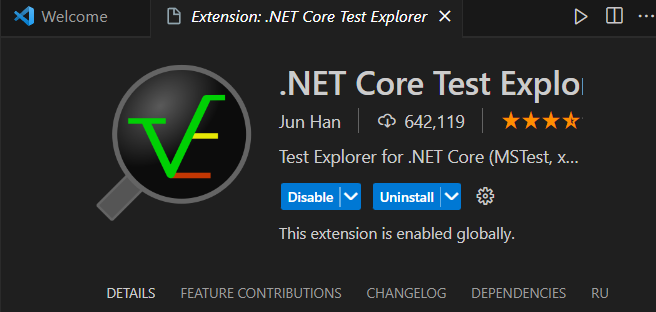 Welcome
Extension: .NET Core Test Explorer
.NET Core Test Explo
Jun Han 642,119
Test Explorer for .NET Core (MSTest, x...
Disable Uninstall
This extension is enabled globally.
DETAILS FEATURE CONTRIBUTIONS CHANGELOG DEPENDENCIES RU